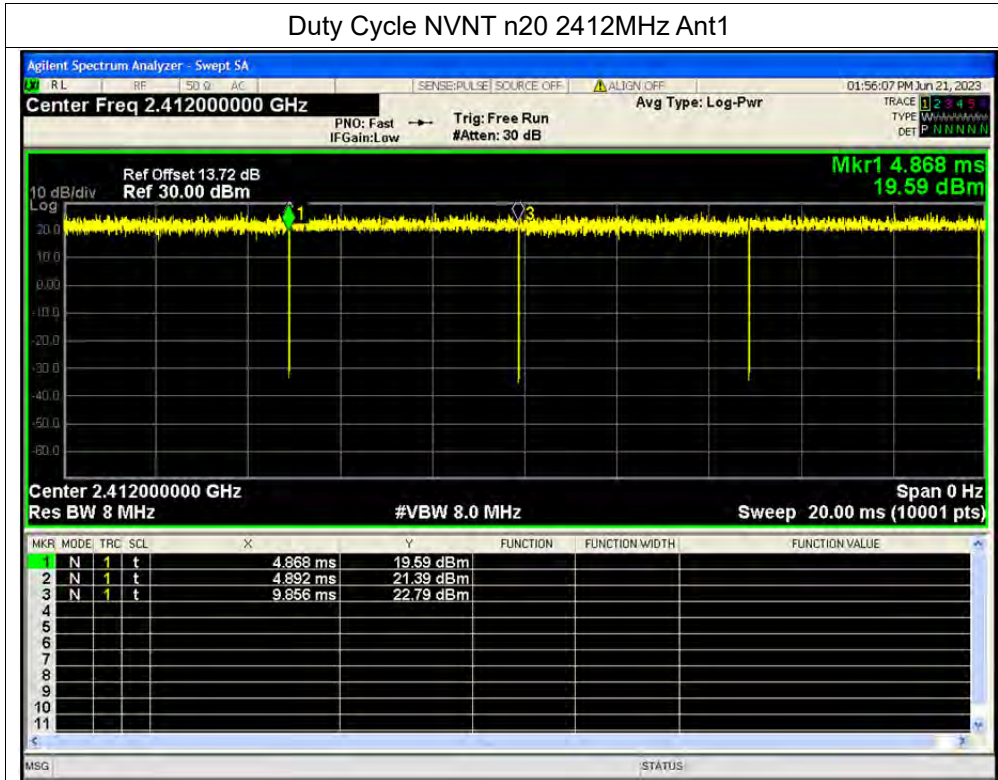 Duty Cycle NVNT n20 2412MHz Ant1
Agilent Spectrum Analyzer - Swept SA
RL RF 50 Ω AC SENSE:PULSE SOURCE OFF ALIGN OFF 01:56:07 PM Jun 21, 2023
Center Freq 2.412000000 GHz Avg Type: Log-Pwr TRACE 1 2 3 4 5 6
PNO: Fast Trig: Free Run TYPE W
IFGain:Low #Atten: 30 dB DET P N N N N N
Mkr1 4.868 ms
Ref Offset 13.72 dB 19.59 dBm
10 dB/div Ref 30.00 dBm
Log
1 3
20.0
10.0
0.00
-10.0
-20.0
-30.0
-40.0
-50.0
-60.0
Center 2.412000000 GHz Span 0 Hz
Res BW 8 MHz #VBW 8.0 MHz Sweep 20.00 ms (10001 pts)
MKR MODE TRC SCL X Y FUNCTION FUNCTION WIDTH FUNCTION VALUE
1 N 1 t 4.868 ms 19.59 dBm
2 N 1 t 4.892 ms 21.39 dBm
3 N 1 t 9.856 ms 22.79 dBm
4
5
6
7
8
9
10
11
MSG STATUS